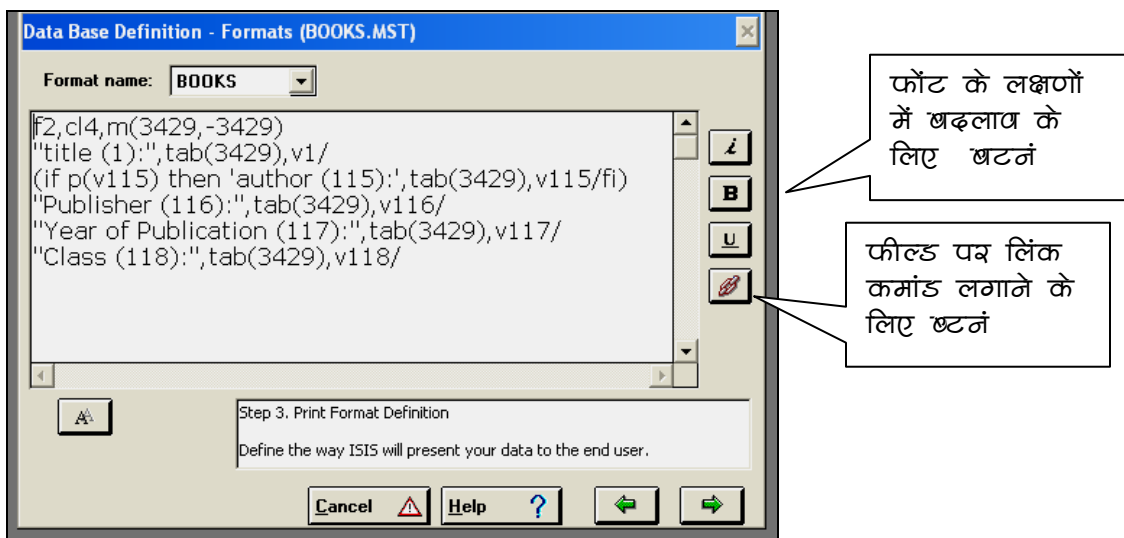 Data Base Definition - Formats (BOOKS.MST)
Format name: BOOKS
f2,cl4,m(3429,-3429)
"title (1):",tab(3429),v1/
(if p(v115) then 'author (115):',tab(3429),v115/fi)
"Publisher (116):",tab(3429),v116/
"Year of Publication (117):",tab(3429),v117/
"Class (118):",tab(3429),v118/
i
B
U
A
Step 3. Print Format Definition
Define the way ISIS will present your data to the end user.
Cancel Help ?
फोंट के लक्षणों
में बदलाव के
लिए बटनं
फील्ड पर लिंक
कमांड लगाने के
लिए बटनं